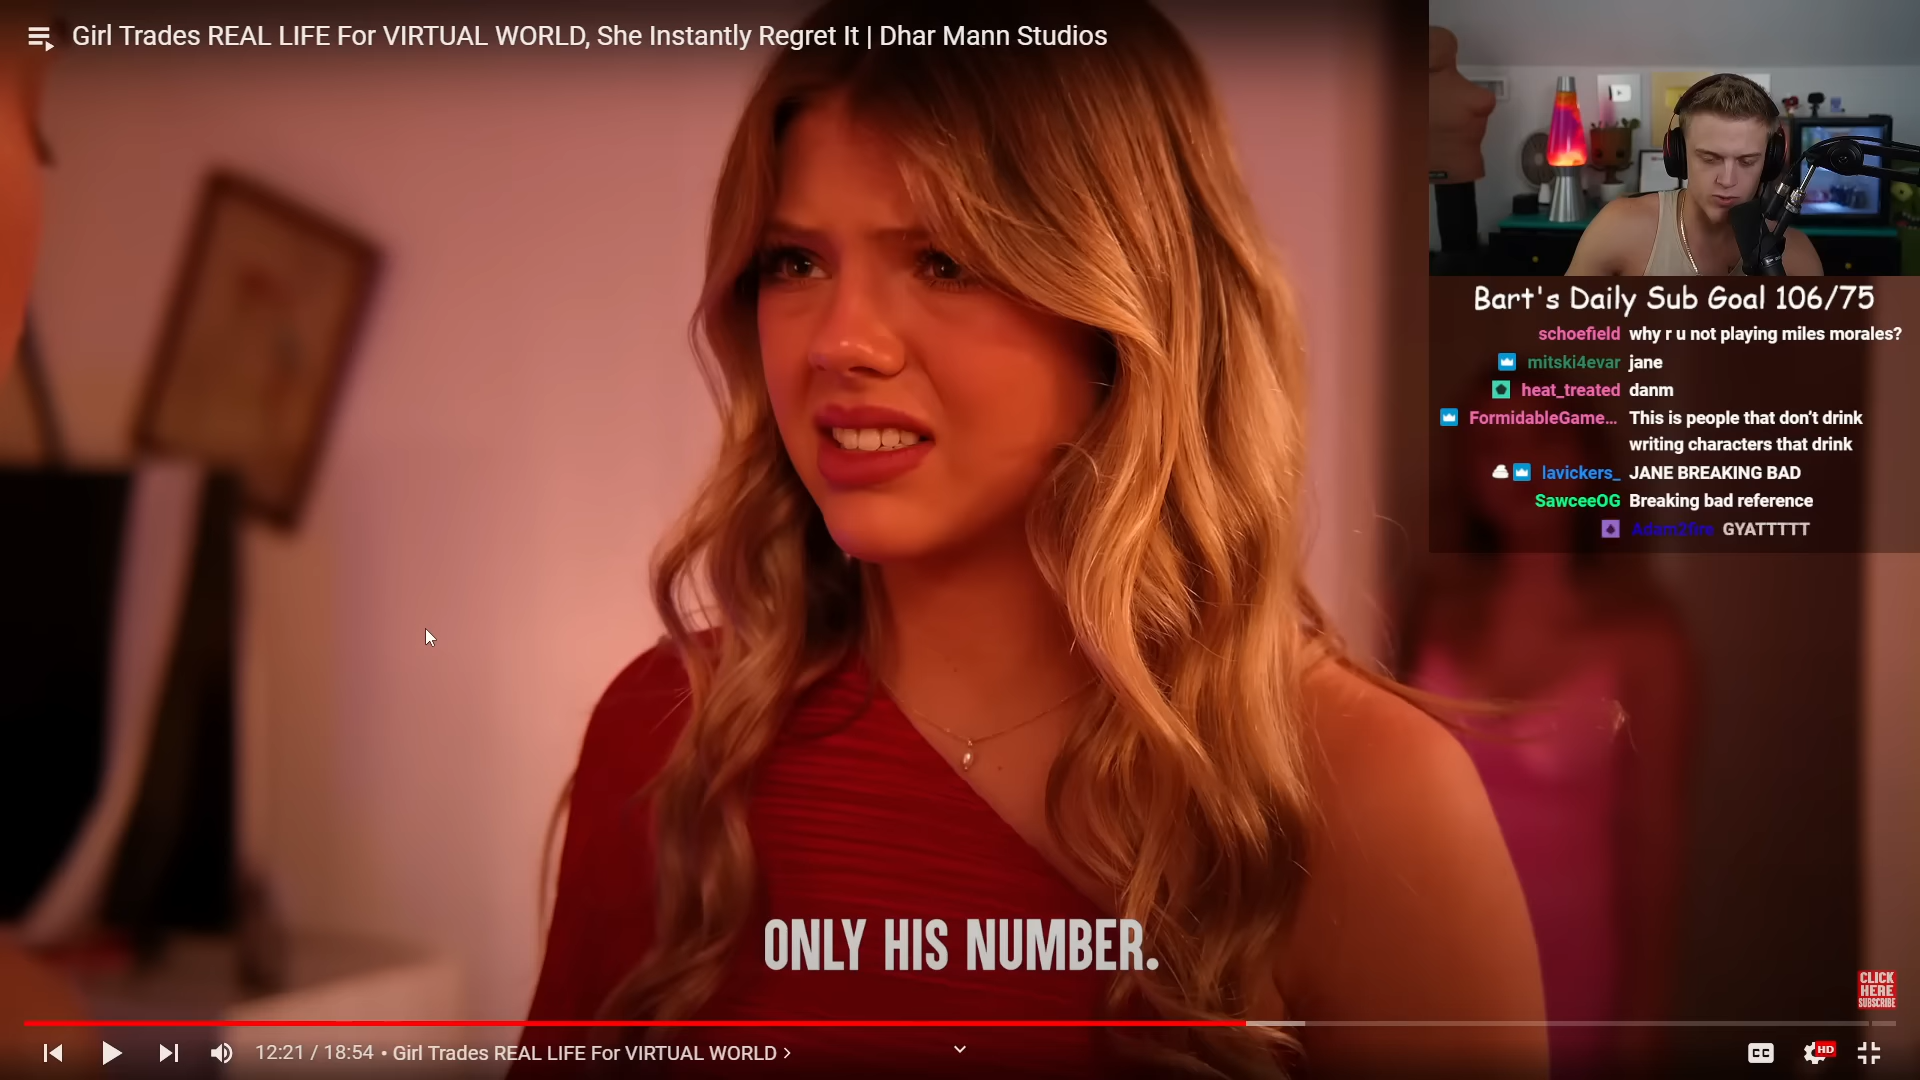 Girl Trades REAL LIFE For VIRTUAL WORLD, She Instantly Regret It | Dhar Mann Studios
Bart's Daily Sub Goal 106/75
schoefield why r u not playing miles morales?
mitski4evar jane
heat_treated danm
FormidableGame... This is people that don't drink
writing characters that drink
lavickers_ JANE BREAKING BAD
SawceeOG Breaking bad reference
Adam2fire GYATTTTT
ONLY HIS NUMBER.
CLICK
HERE
SUBSCRIBE
12:21 / 18:54 • Girl Trades REAL LIFE For VIRTUAL WORLD >
CC
HD